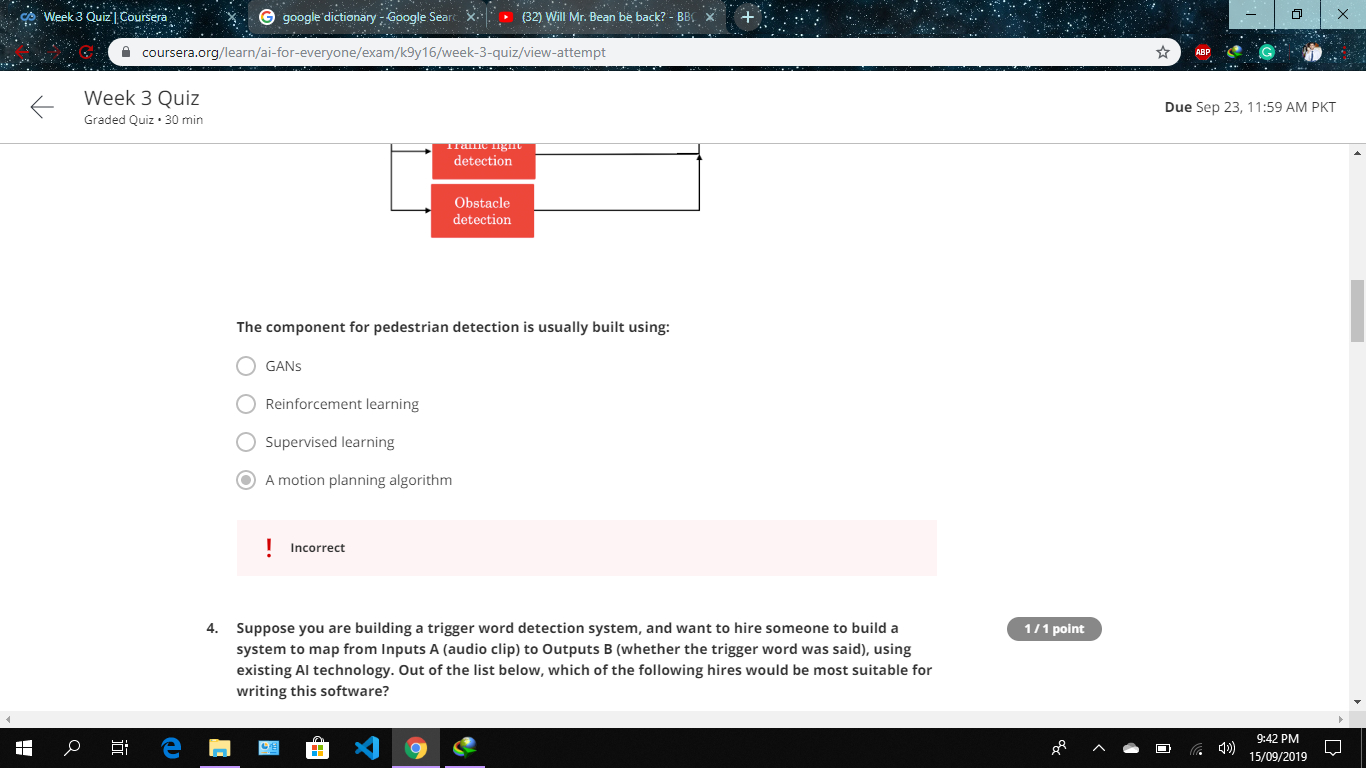 Week 3 Quiz | Coursera
google dictionary - Google Sear
(32) Will Mr. Bean be back? - BB
coursera.org/learn/ai-for-everyone/exam/k9y16/week-3-quiz/view-attempt
ABP
Week 3 Quiz
Graded Quiz • 30 min
Due Sep 23, 11:59 AM PKT
Traffic light
detection
Obstacle
detection
The component for pedestrian detection is usually built using:
GANs
Reinforcement learning
Supervised learning
A motion planning algorithm
! Incorrect
4. Suppose you are building a trigger word detection system, and want to hire someone to build a
1 / 1 point
system to map from Inputs A (audio clip) to Outputs B (whether the trigger word was said), using
existing AI technology. Out of the list below, which of the following hires would be most suitable for
writing this software?
9:42 PM
15/09/2019